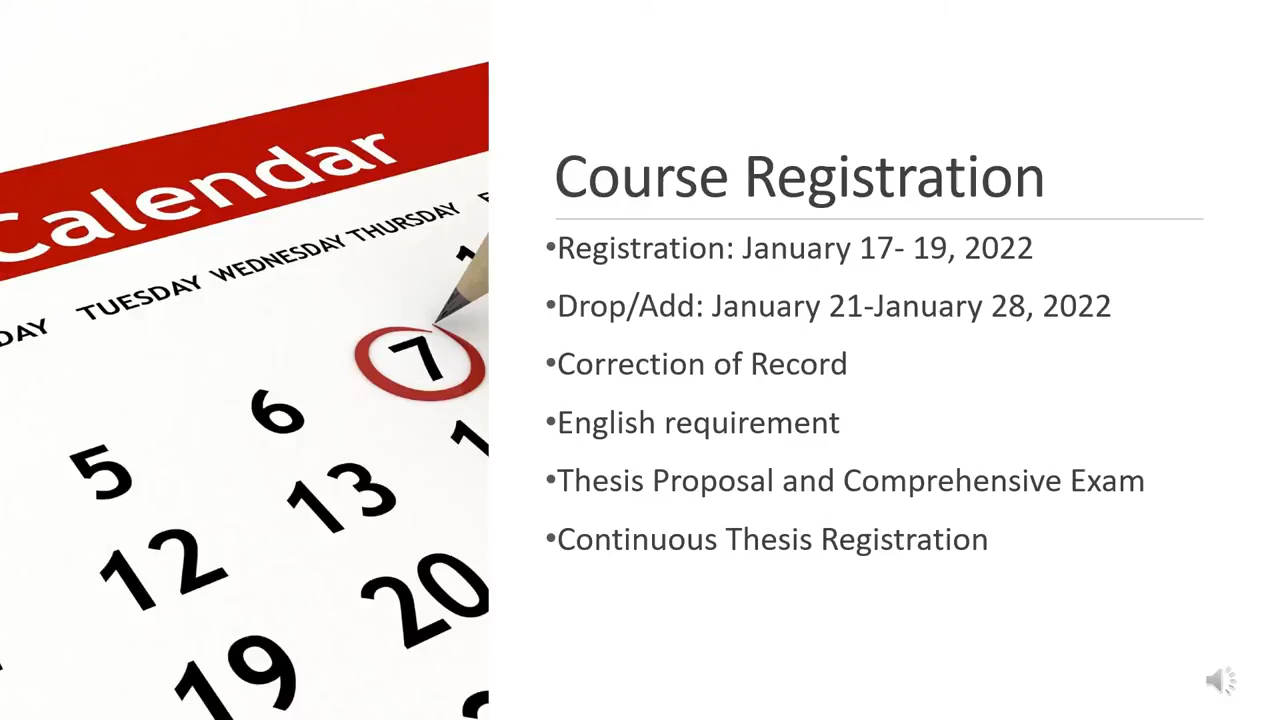 Calendar
DAY TUESDAY WEDNESDAY THURSDAY
5 6 7
12 13
19 20
Course Registration
•Registration: January 17- 19, 2022
•Drop/Add: January 21-January 28, 2022
•Correction of Record
•English requirement
•Thesis Proposal and Comprehensive Exam
•Continuous Thesis Registration